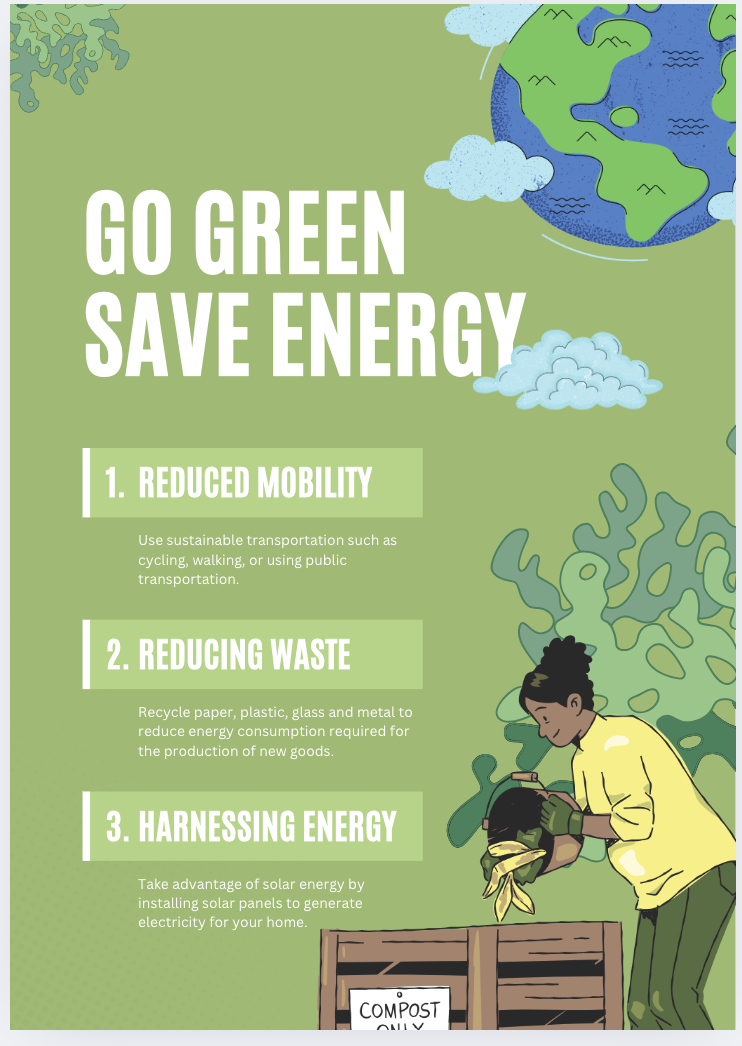 GO GREEN
SAVE ENERGY
1. REDUCED MOBILITY
Use sustainable transportation such as
cycling, walking, or using public
transportation.
2. REDUCING WASTE
Recycle paper, plastic, glass and metal to
reduce energy consumption required for
the production of new goods.
3. HARNESSING ENERGY
Take advantage of solar energy by
installing solar panels to generate
electricity for your home.
COMPOST
ONLY